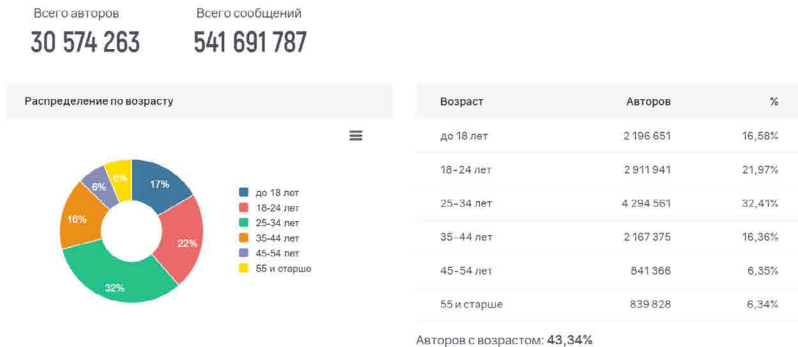 Всего авторов
Всего сообщений
30 574 263
541 691 787
Распределение по возрасту
17%
22%
32%
16%
6%
6%
до 18 лет
18-24 лет
25-34 лет
35-44 лет
45-54 лет
55 и старше
Возраст Авторов %
до 18 лет 2 196 651 16,58%
18-24 лет 2 911 941 21,97%
25-34 лет 4 294 561 32,41%
35-44 лет 2 167 375 16,36%
45-54 лет 841 366 6,35%
55 и старше 839 828 6,34%
Авторов с возрастом: 43,34%